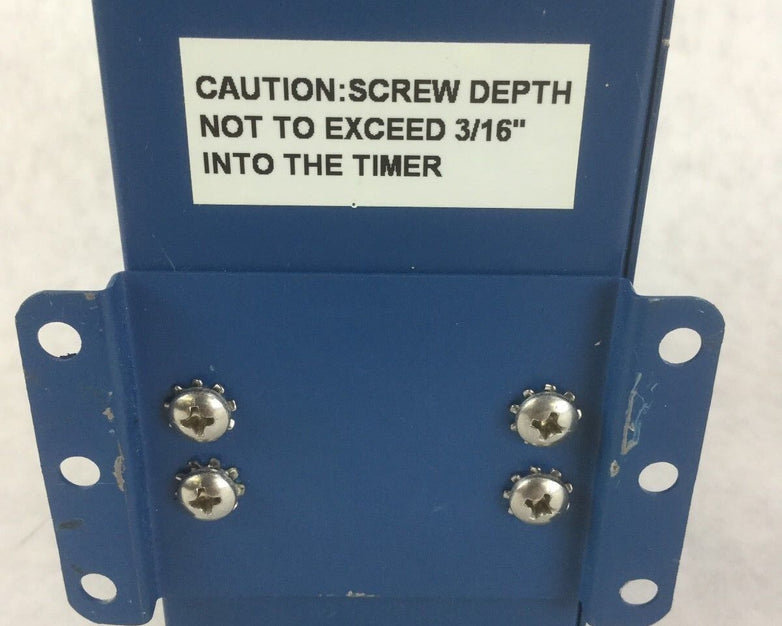 CAUTION:SCREW DEPTH
NOT TO EXCEED 3/16"
INTO THE TIMER